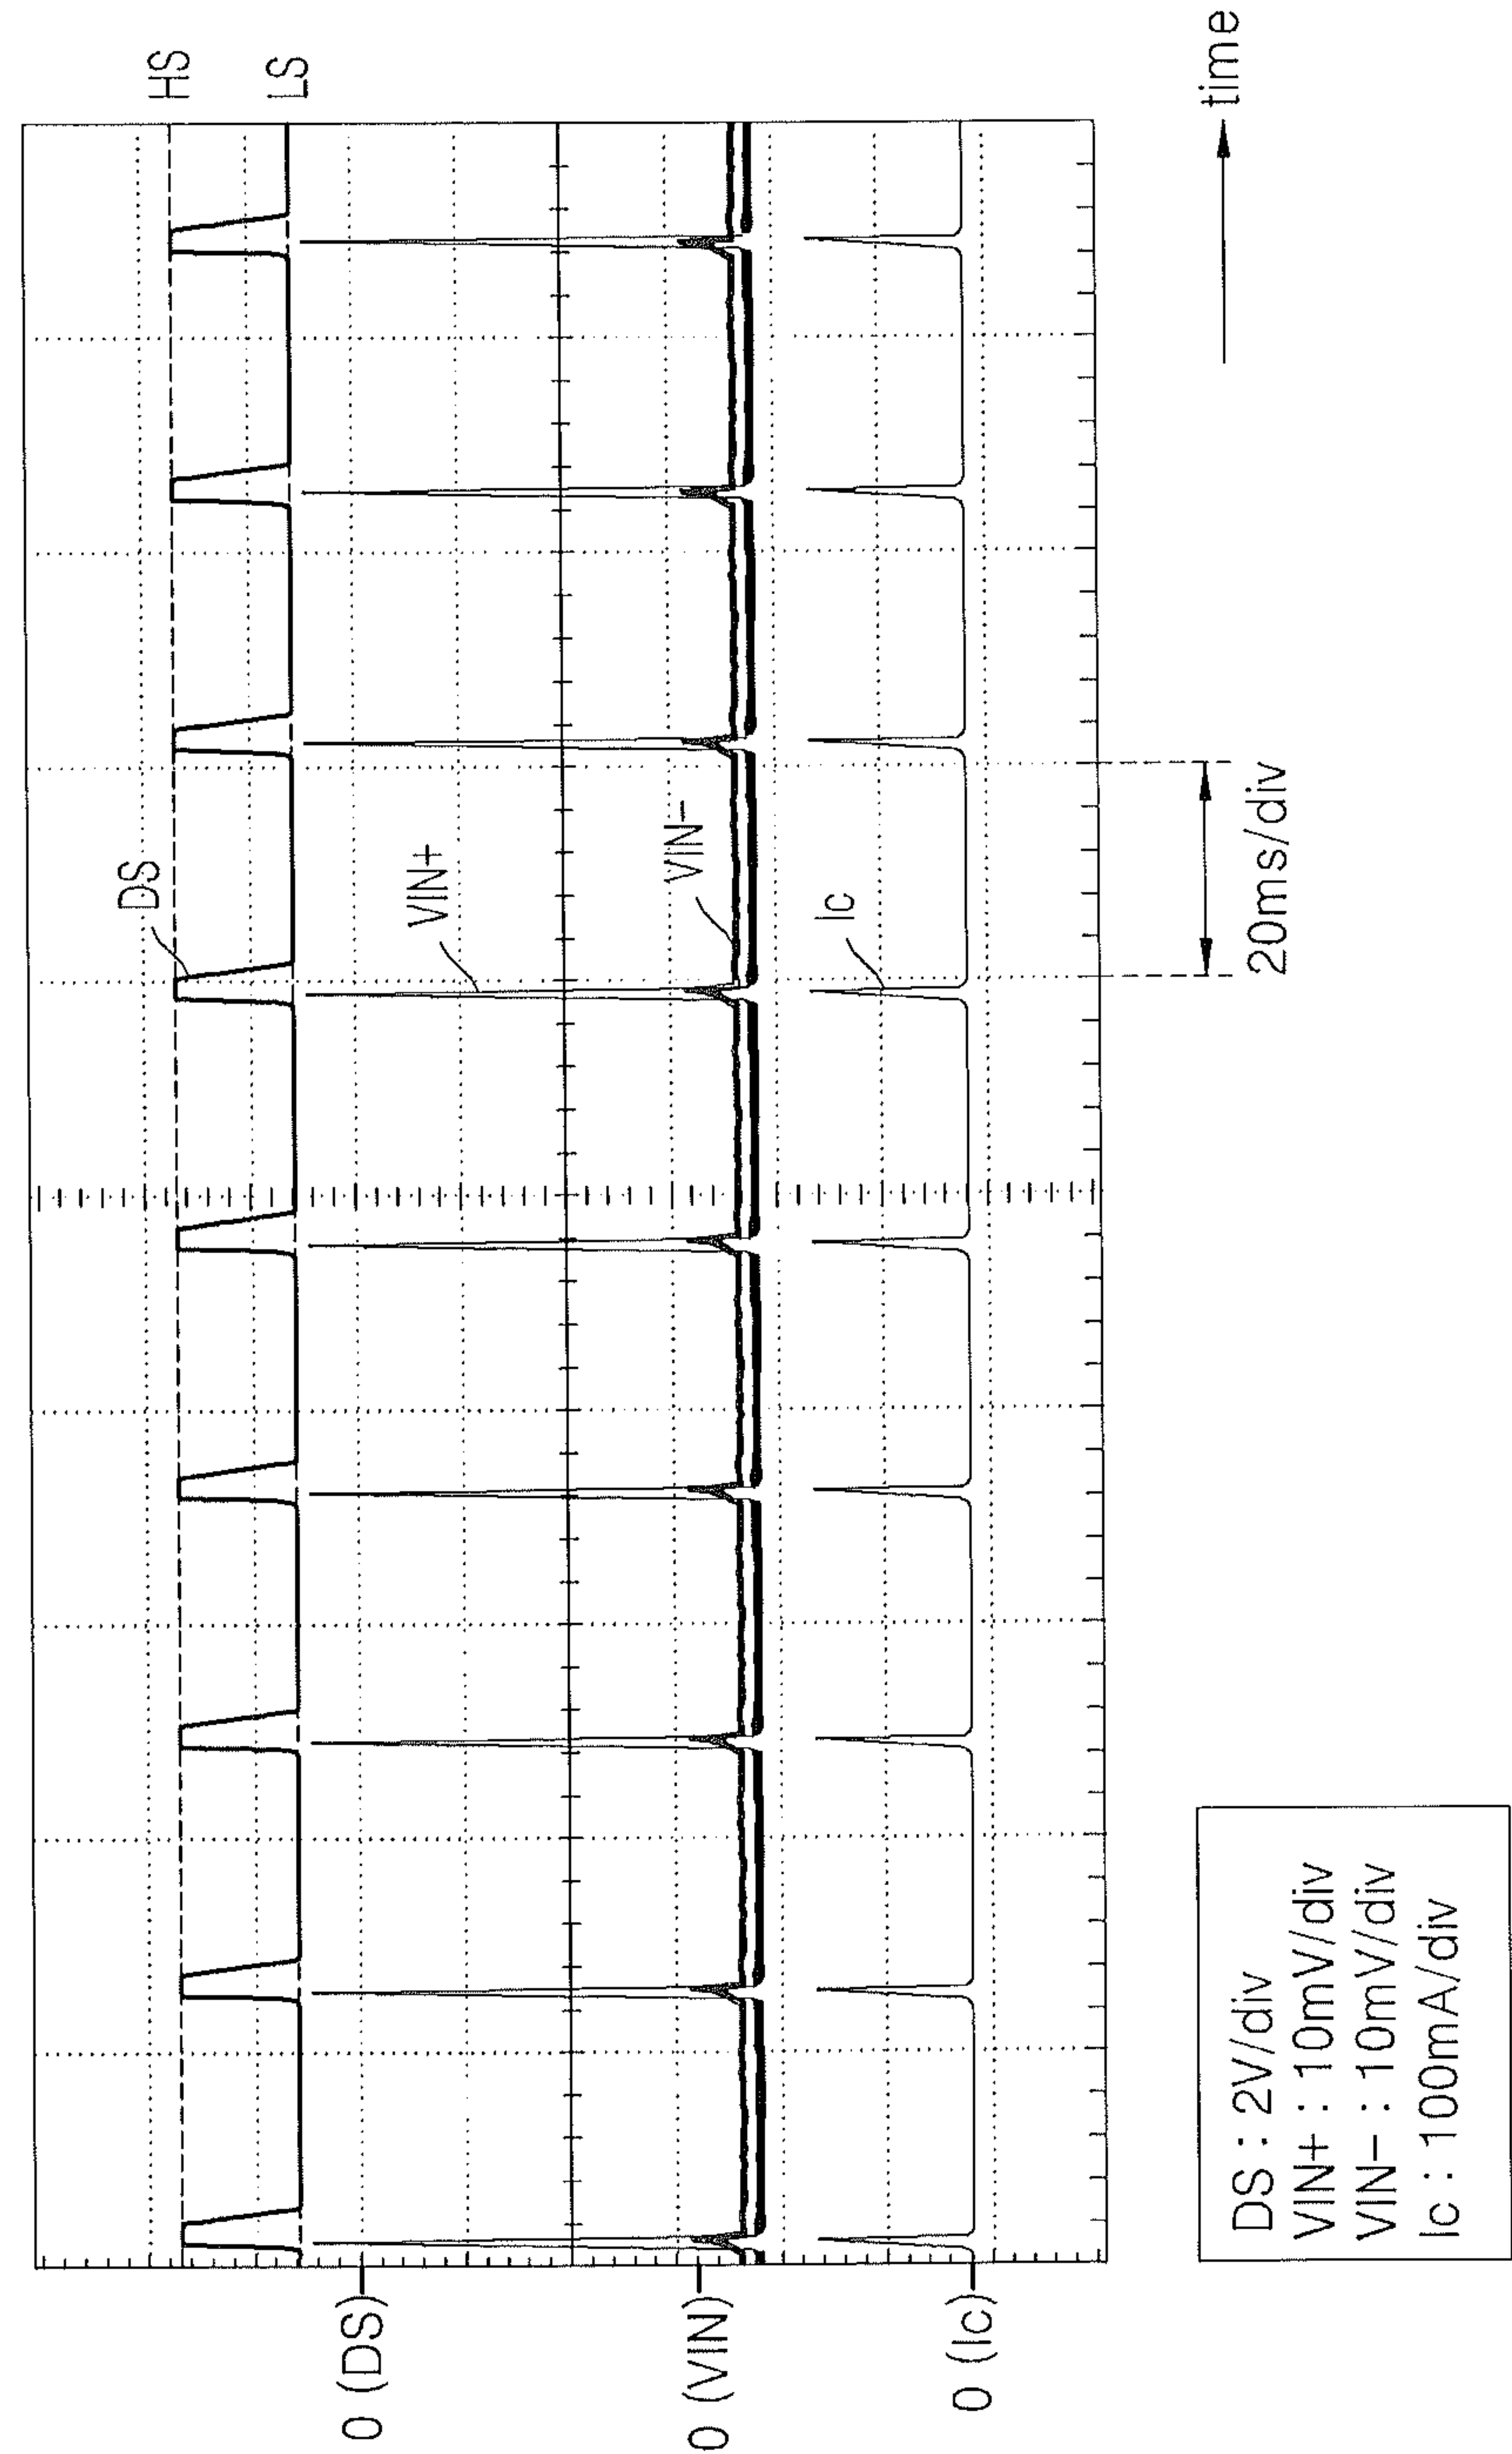 HS
LS
DS
VIN+
VIN-
Ic
0 (DS)
0 (VIN)
0 (Ic)
20ms/div
time
DS : 2V/div
VIN+ : 10mV/div
VIN- : 10mV/div
Ic : 100mA/div